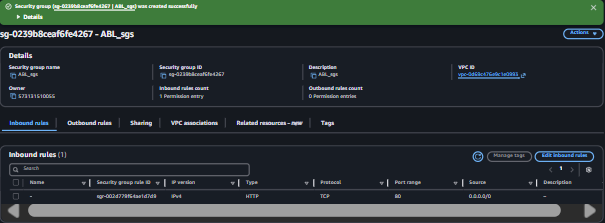 Security group (sg-0239b8ceaf6fe4267 | ABL_sgs) was created successfully
Details
sg-0239b8ceaf6fe4267 - ABL_sgs
Actions
Details
Security group name
ABL_sgs
Security group ID
sg-0239b8ceaf6fe4267
Description
ABL_sgs
VPC ID
Owner
573131510055
Inbound rules count
1 Permission entry
Outbound rules count
0 Permission entries
Inbound rules
Outbound rules
Sharing
VPC associations
Related resources - new
Tags
Inbound rules (1)
Manage tags
Edit inbound rules
Search
1
Name
Security group rule ID
IP version
Type
Protocol
Port range
Source
Description
-
IPv4
HTTP
TCP
80
0.0.0.0/0
-